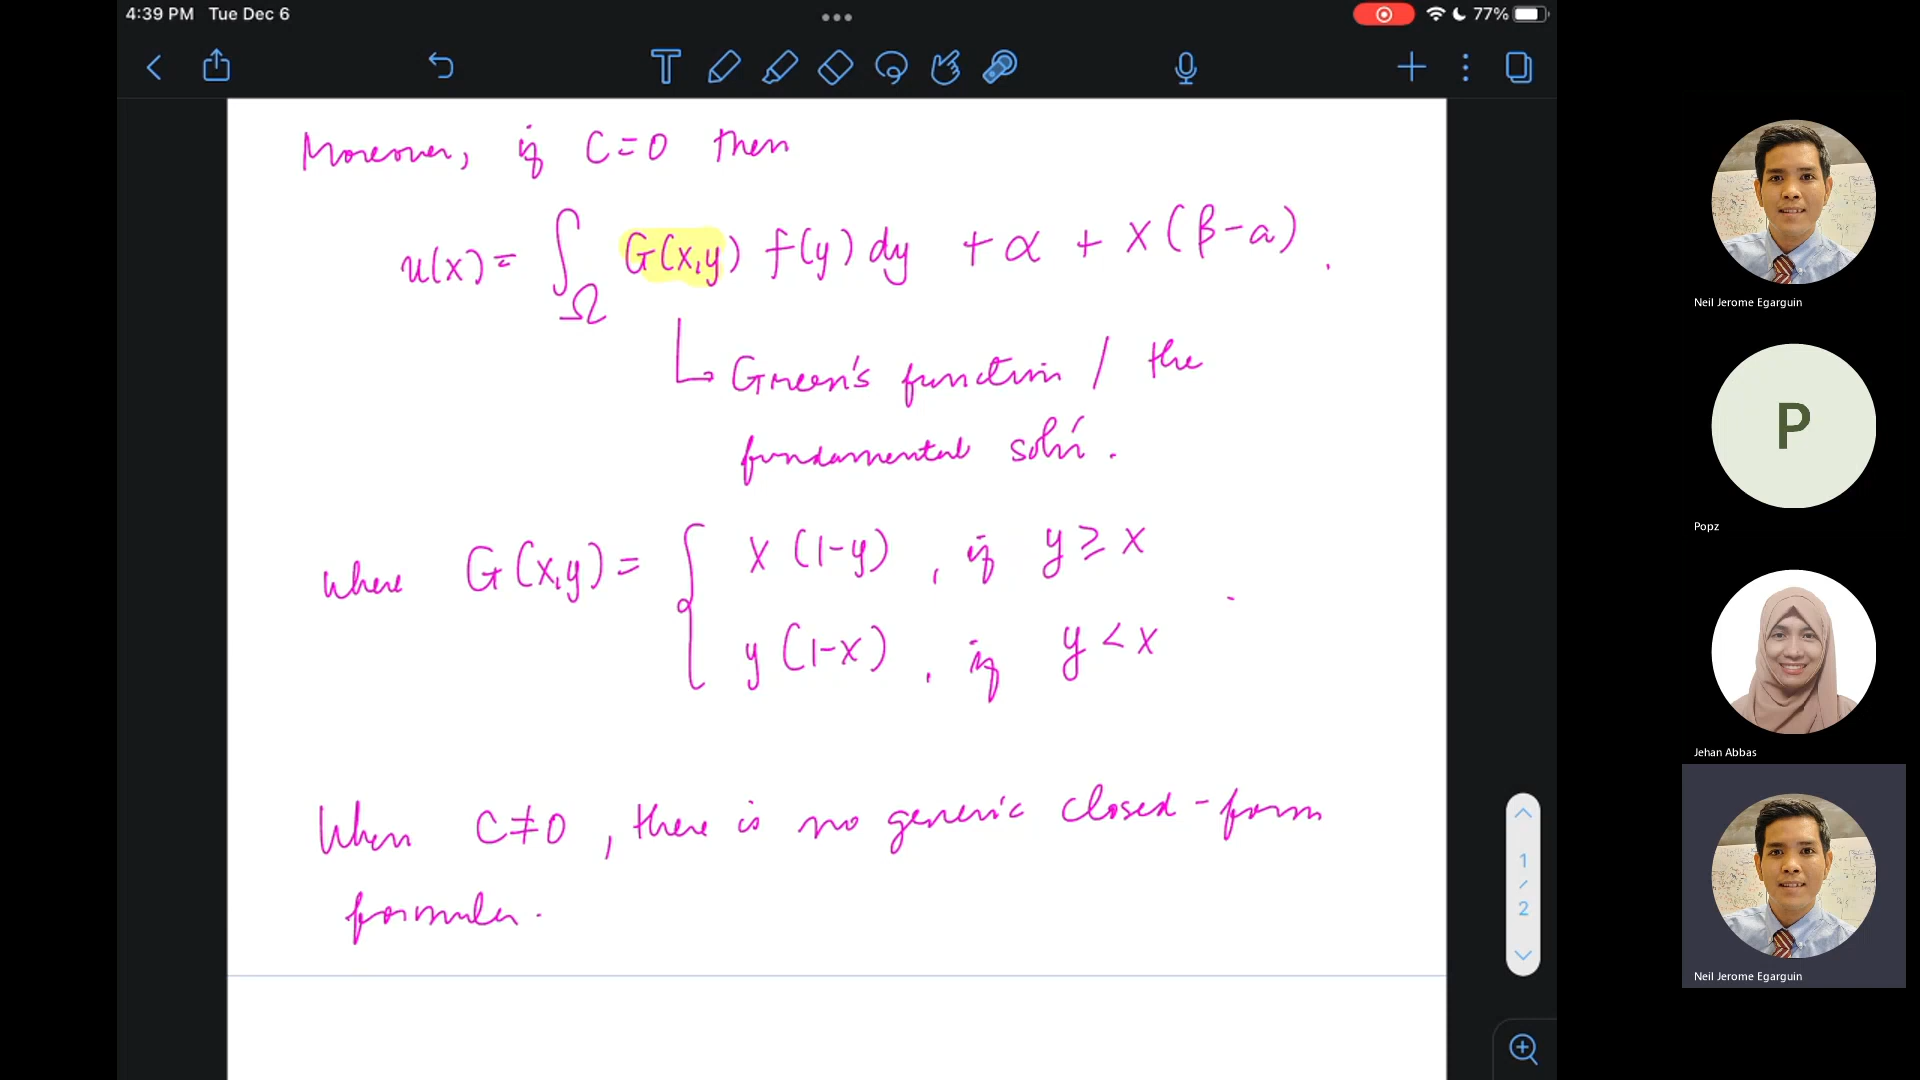 4:39 PM Tue Dec 6
77%
Moreover, if C=0 then
u(x) = ∫_Ω G(x,y) f(y) dy + α + x(β-α).
Green's function / the
fundamental sol'n.
where G(x,y) = { x(1-y), if y ≥ x
y(1-x), if y < x .
When C≠0, there is no generic closed-form
formula.
1
/
2
Neil Jerome Egarguin
P
Popz
Jehan Abbas
Neil Jerome Egarguin